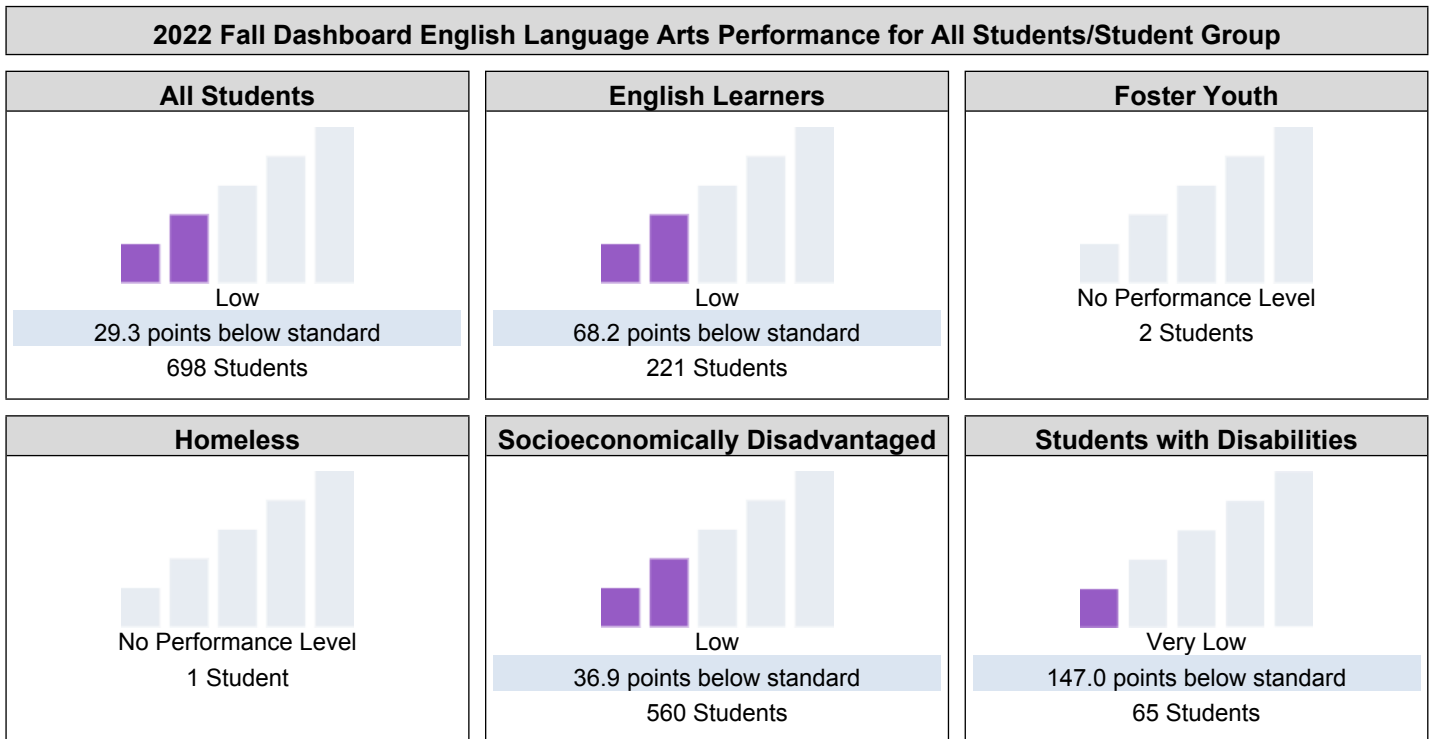 2022 Fall Dashboard English Language Arts Performance for All Students/Student Group
All Students
Low
29.3 points below standard
698 Students
English Learners
Low
68.2 points below standard
221 Students
Foster Youth
No Performance Level
2 Students
Homeless
No Performance Level
1 Student
Socioeconomically Disadvantaged
Low
36.9 points below standard
560 Students
Students with Disabilities
Very Low
147.0 points below standard
65 Students